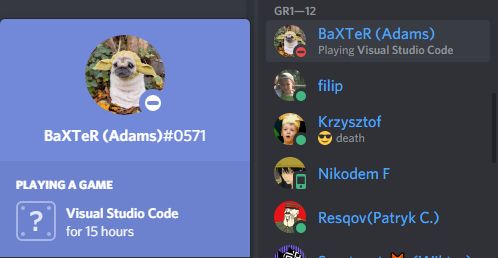 BaXTeR (Adams)#0571
PLAYING A GAME
?
Visual Studio Code
for 15 hours
GR1—12
BaXTeR (Adams)
Playing Visual Studio Code
filip
Krzysztof
😎 death
Nikodem F
Resqov(Patryk C.)